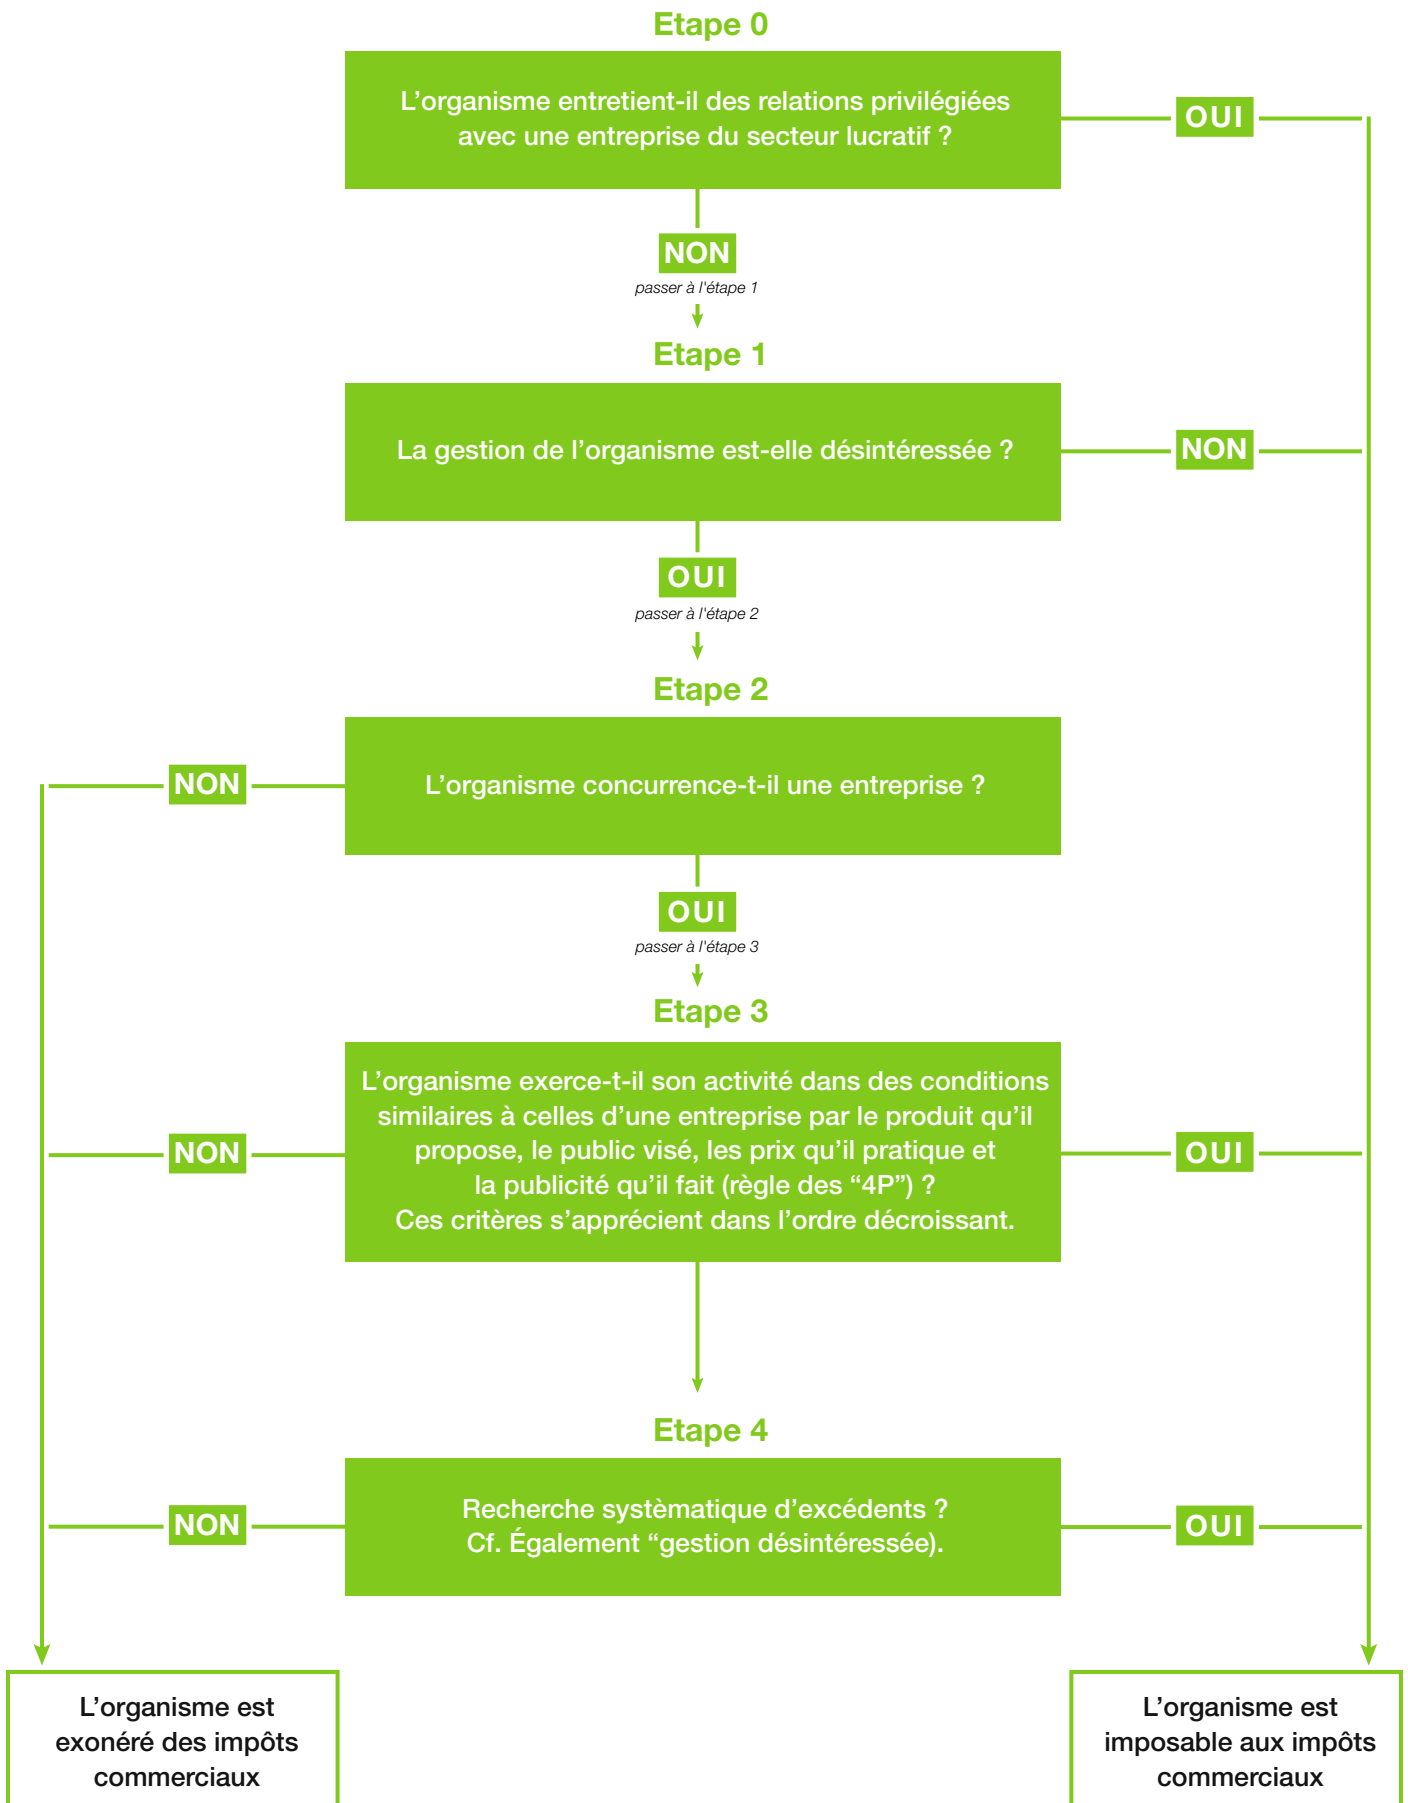 Etape 0
L’organisme entretient-il des relations privilégiées
avec une entreprise du secteur lucratif ?
OUI
NON
passer à l'étape 1
Etape 1
La gestion de l’organisme est-elle désintéressée ?
NON
OUI
passer à l'étape 2
Etape 2
NON
L’organisme concurrence-t-il une entreprise ?
OUI
passer à l'étape 3
Etape 3
L’organisme exerce-t-il son activité dans des conditions
similaires à celles d’une entreprise par le produit qu’il
propose, le public visé, les prix qu’il pratique et
la publicité qu’il fait (règle des “4P”) ?
Ces critères s’apprécient dans l’ordre décroissant.
NON
OUI
Etape 4
Recherche systèmatique d’excédents ?
Cf. Également “gestion désintéressée).
NON
OUI
L’organisme est
exonéré des impôts
commerciaux
L’organisme est
imposable aux impôts
commerciaux